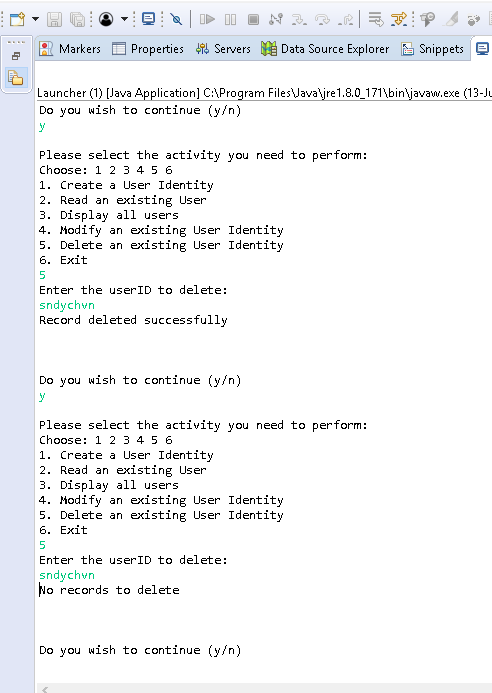 Markers Properties Servers Data Source Explorer Snippets
Launcher (1) [Java Application] C:\Program Files\Java\jre1.8.0_171\bin\javaw.exe (13-Ju
Do you wish to continue (y/n)
y
Please select the activity you need to perform:
Choose: 1 2 3 4 5 6
1. Create a User Identity
2. Read an existing User
3. Display all users
4. Modify an existing User Identity
5. Delete an existing User Identity
6. Exit
5
Enter the userID to delete:
sndychvn
Record deleted successfully
Do you wish to continue (y/n)
y
Please select the activity you need to perform:
Choose: 1 2 3 4 5 6
1. Create a User Identity
2. Read an existing User
3. Display all users
4. Modify an existing User Identity
5. Delete an existing User Identity
6. Exit
5
Enter the userID to delete:
sndychvn
No records to delete
Do you wish to continue (y/n)